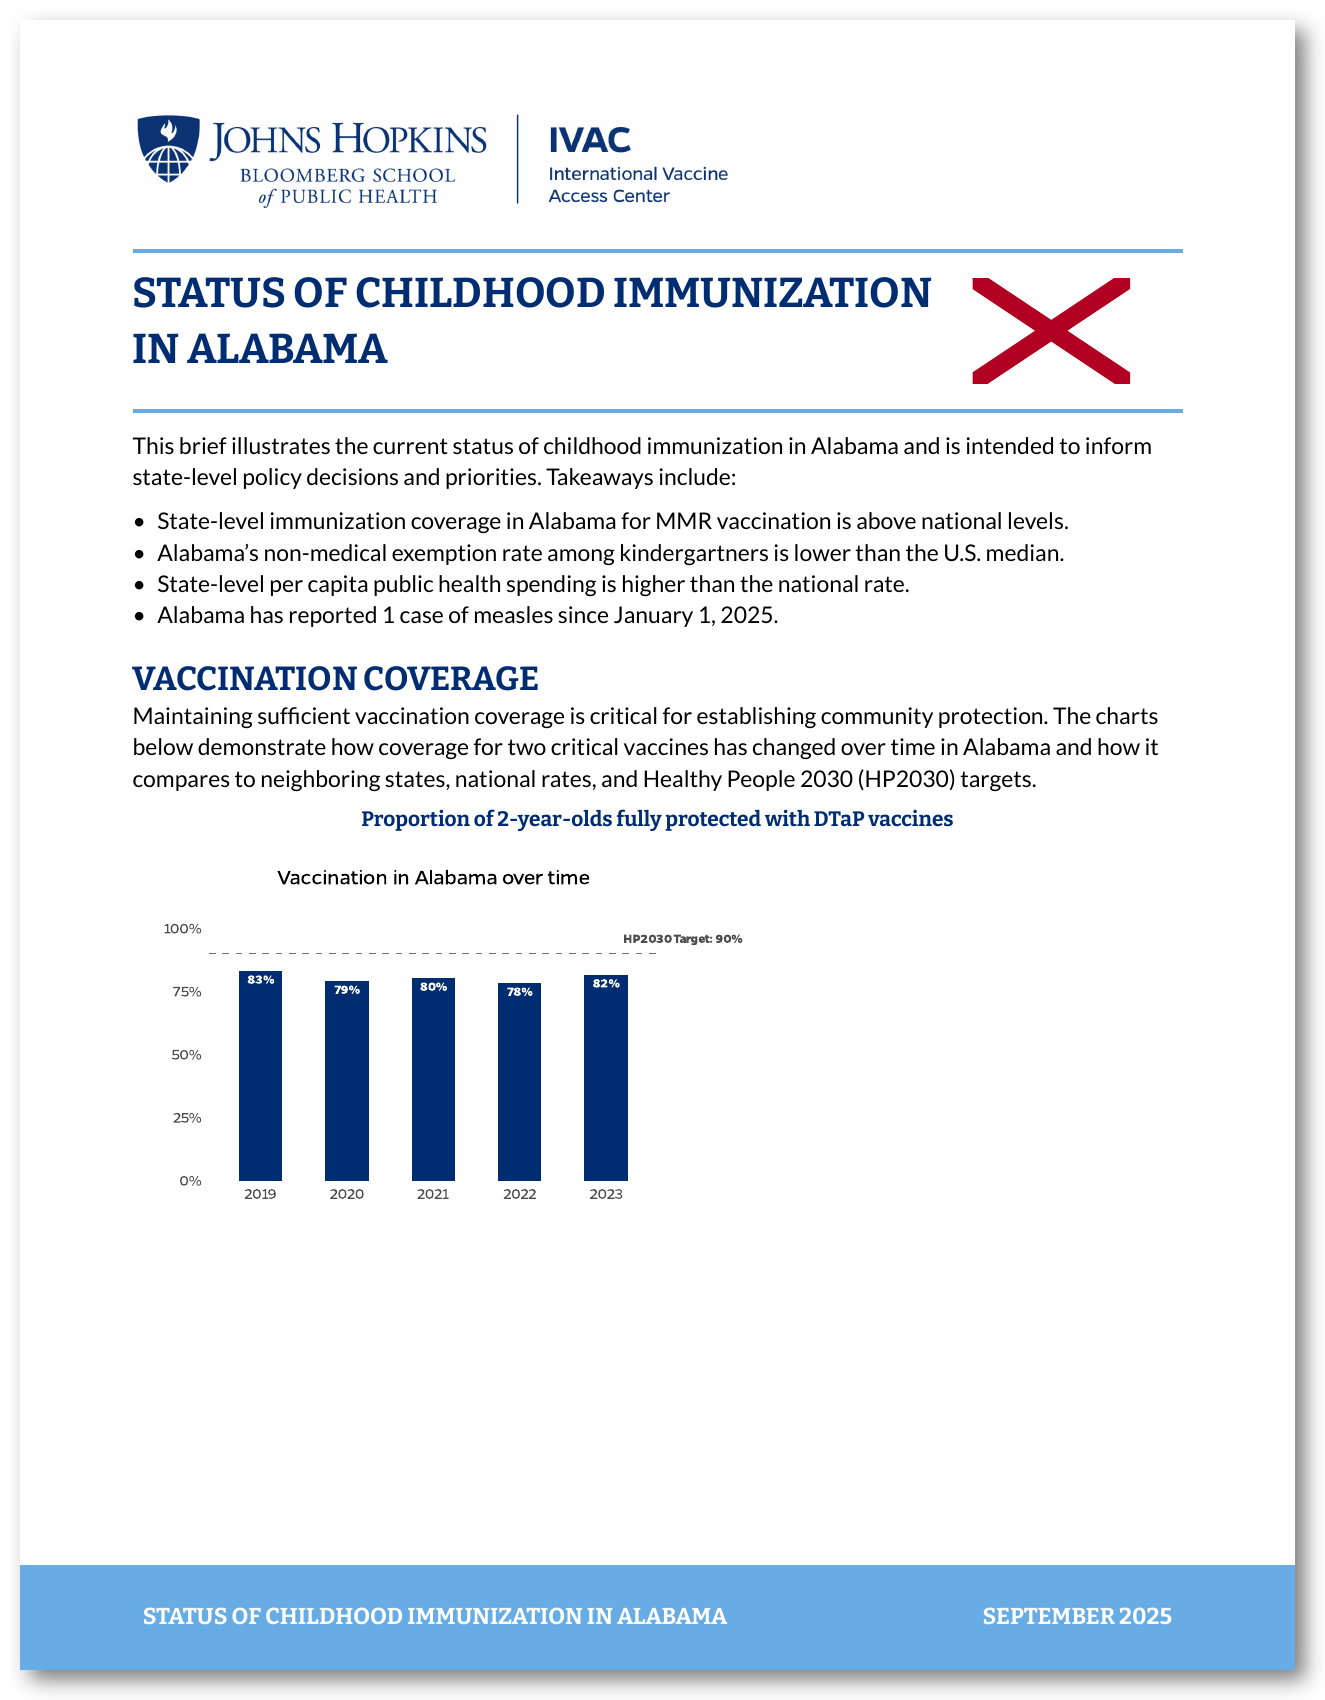 JOHNS HOPKINS
BLOOMBERG SCHOOL
of PUBLIC HEALTH
IVAC
International Vaccine
Access Center
STATUS OF CHILDHOOD IMMUNIZATION
IN ALABAMA
This brief illustrates the current status of childhood immunization in Alabama and is intended to inform
state-level policy decisions and priorities. Takeaways include:
• State-level immunization coverage in Alabama for MMR vaccination is above national levels.
• Alabama’s non-medical exemption rate among kindergartners is lower than the U.S. median.
• State-level per capita public health spending is higher than the national rate.
• Alabama has reported 1 case of measles since January 1, 2025.
VACCINATION COVERAGE
Maintaining sufficient vaccination coverage is critical for establishing community protection. The charts
below demonstrate how coverage for two critical vaccines has changed over time in Alabama and how it
compares to neighboring states, national rates, and Healthy People 2030 (HP2030) targets.
Proportion of 2-year-olds fully protected with DTaP vaccines
Vaccination in Alabama over time
100%
HP2030 Target: 90%
83% 79% 80% 78% 82%
75%
50%
25%
0%
2019 2020 2021 2022 2023
STATUS OF CHILDHOOD IMMUNIZATION IN ALABAMA SEPTEMBER 2025